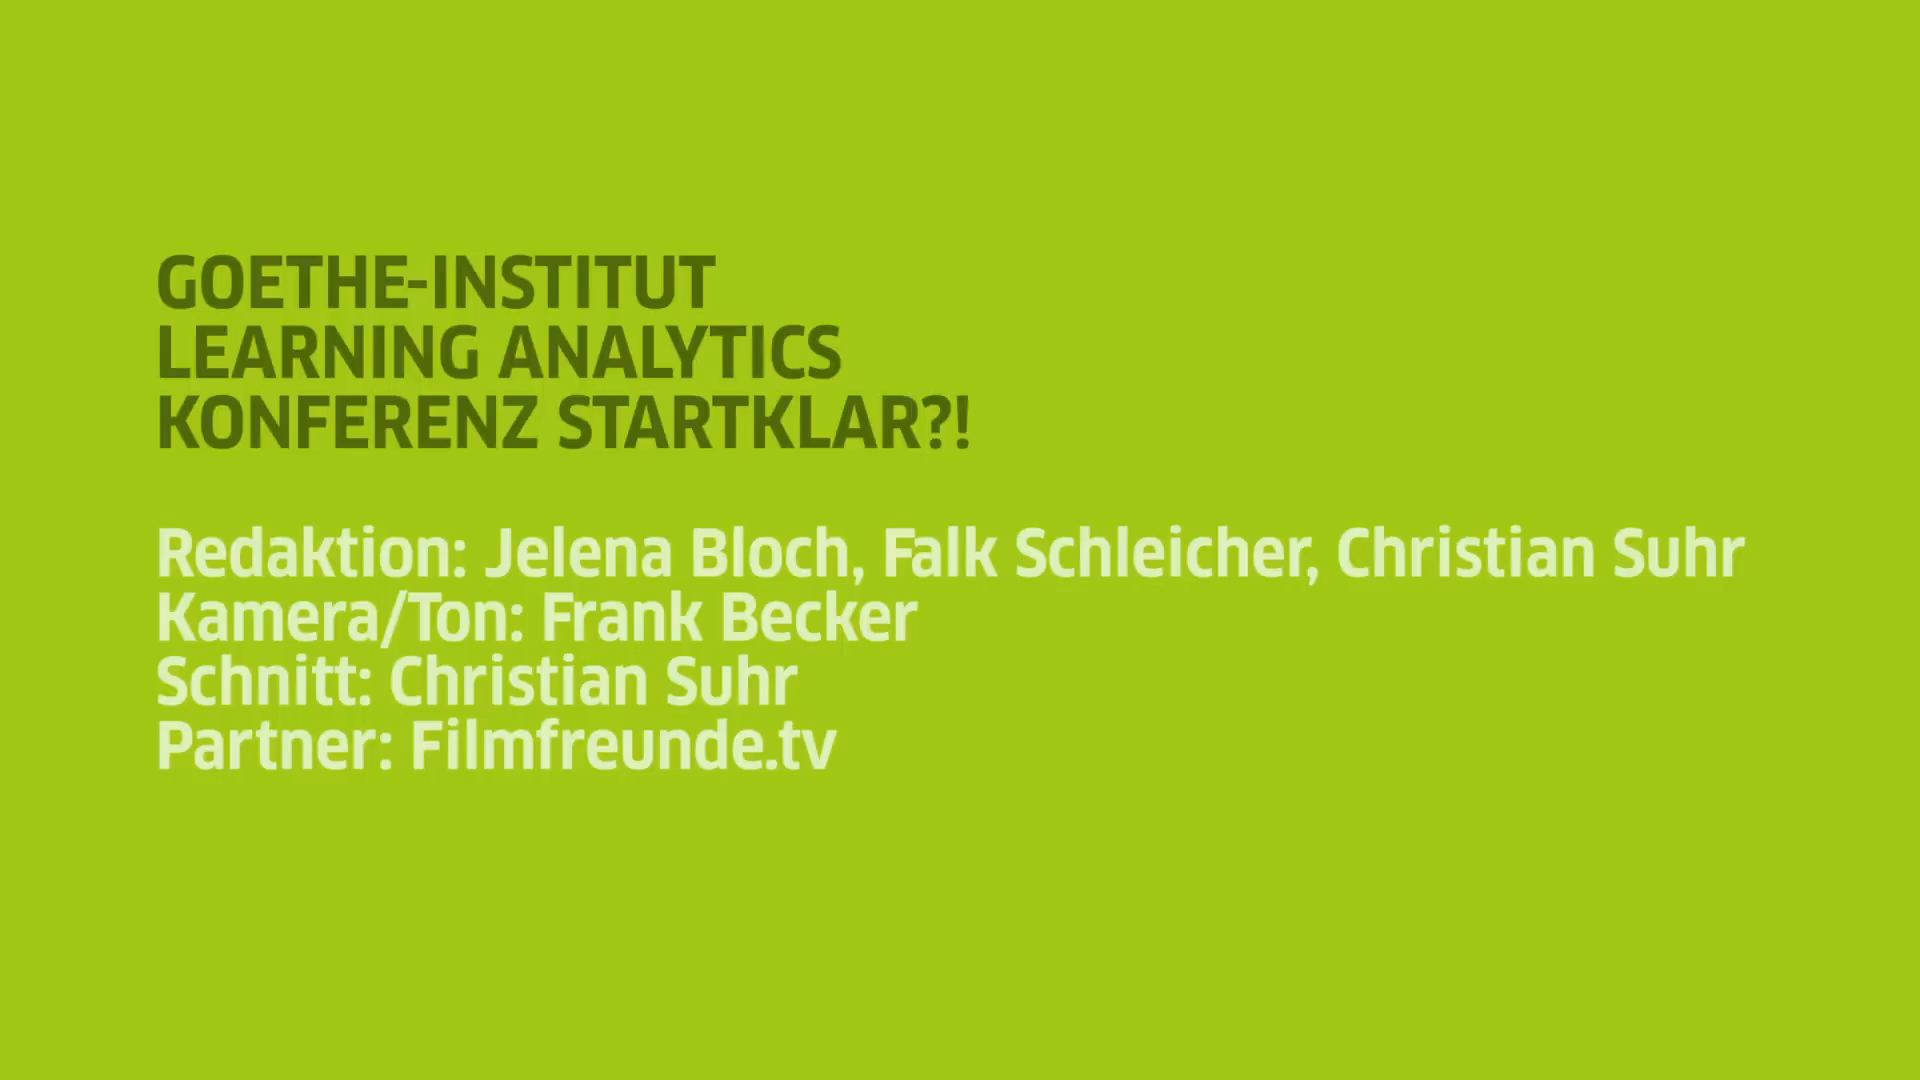 GOETHE-INSTITUT
LEARNING ANALYTICS
KONFERENZ STARTKLAR?!
Redaktion: Jelena Bloch, Falk Schleicher, Christian Suhr
Kamera/Ton: Frank Becker
Schnitt: Christian Suhr
Partner: Filmfreunde.tv